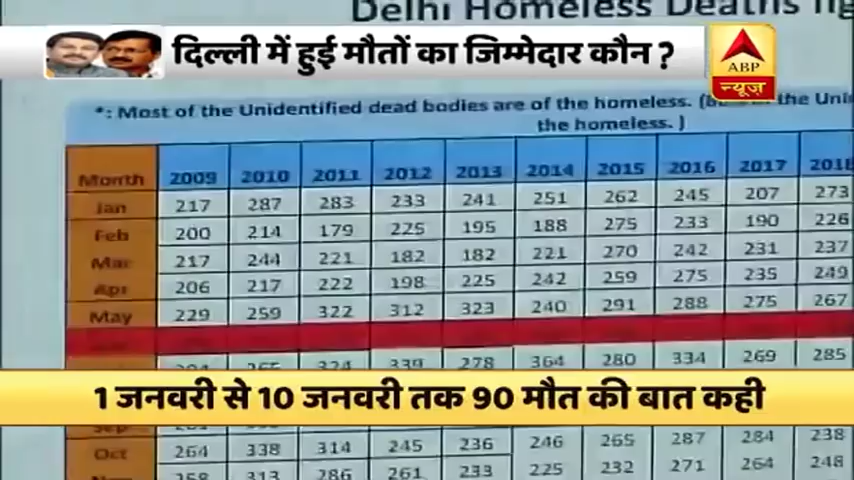 Delhi Homeless Deaths
दिल्ली में हुई मौतों का जिम्मेदार कौन ?
ABP
न्यूज़
*: Most of the Unidentified dead bodies are of the homeless. the
the homeless. )
Month 2009 2010 2011 2012 2013 2014 2015 2016 2017 2018
Jan 217 287 283 233 241 251 262 245 207 273
Feb 200 214 179 225 195 188 275 233 190 226
Mar 217 244 221 182 182 221 270 242 231 237
Apr 206 217 222 198 225 242 259 275 235 249
May 229 259 322 312 323 240 291 288 275 267
324 339 278 364 280 334 269 285
1 जनवरी से 10 जनवरी तक 90 मौत की बात कही
Sep
Oct 264 338 314 245 236 246 265 287 284 238
313 286 261 233 225 232 271 264 248